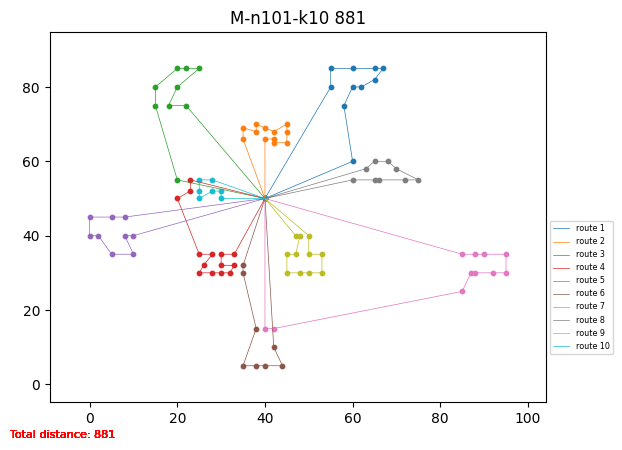 M-n101-k10 881
80
60
40
20
0
0
20
40
60
80
100
route 1
route 2
route 3
route 4
route 5
route 6
route 7
route 8
route 9
route 10
Total distance: 881